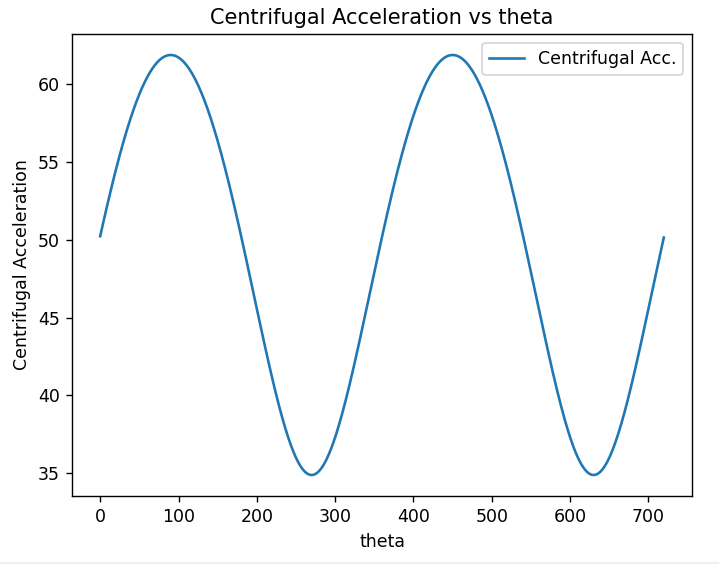 Centrifugal Acceleration vs theta
Centrifugal Acc.
60
55
50
45
40
35
Centrifugal Acceleration
0 100 200 300 400 500 600 700
theta